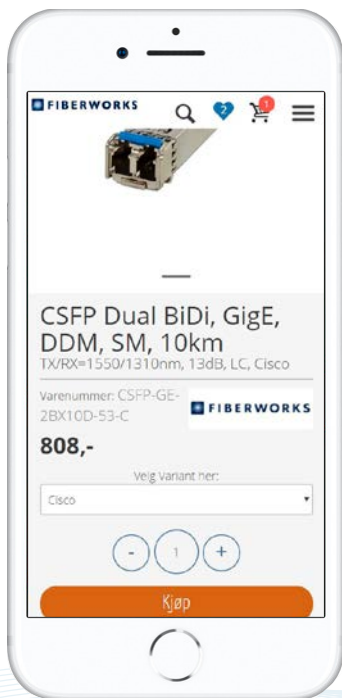 FIBERWORKS
2
1
CSFP Dual BiDi, GigE,
DDM, SM, 10km
TX/RX=1550/1310nm, 13dB, LC, Cisco
Varenummer: CSFP-GE-
2BX10D-53-C
FIBERWORKS
808,-
Velg Variant her:
Cisco
-
1
+
Kjøp